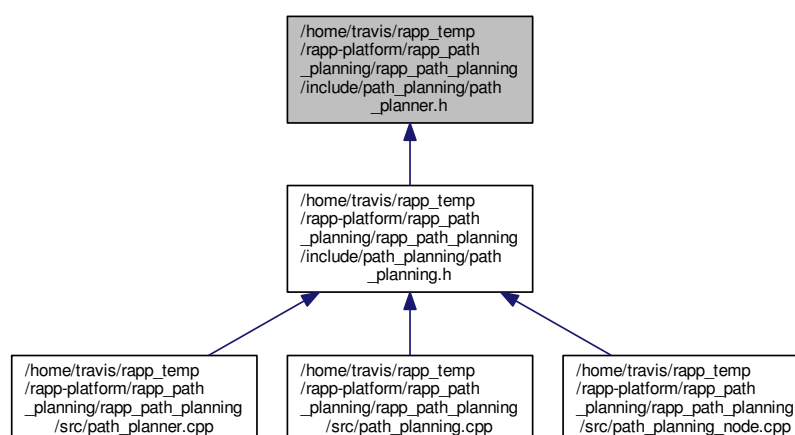 /home/travis/rapp_temp
/rapp-platform/rapp_path
_planning/rapp_path_planning
/include/path_planning/path
_planner.h
/home/travis/rapp_temp
/rapp-platform/rapp_path
_planning/rapp_path_planning
/include/path_planning/path
_planning.h
/home/travis/rapp_temp
/rapp-platform/rapp_path
_planning/rapp_path_planning
/src/path_planner.cpp
/home/travis/rapp_temp
/rapp-platform/rapp_path
_planning/rapp_path_planning
/src/path_planning.cpp
/home/travis/rapp_temp
/rapp-platform/rapp_path
_planning/rapp_path_planning
/src/path_planning_node.cpp